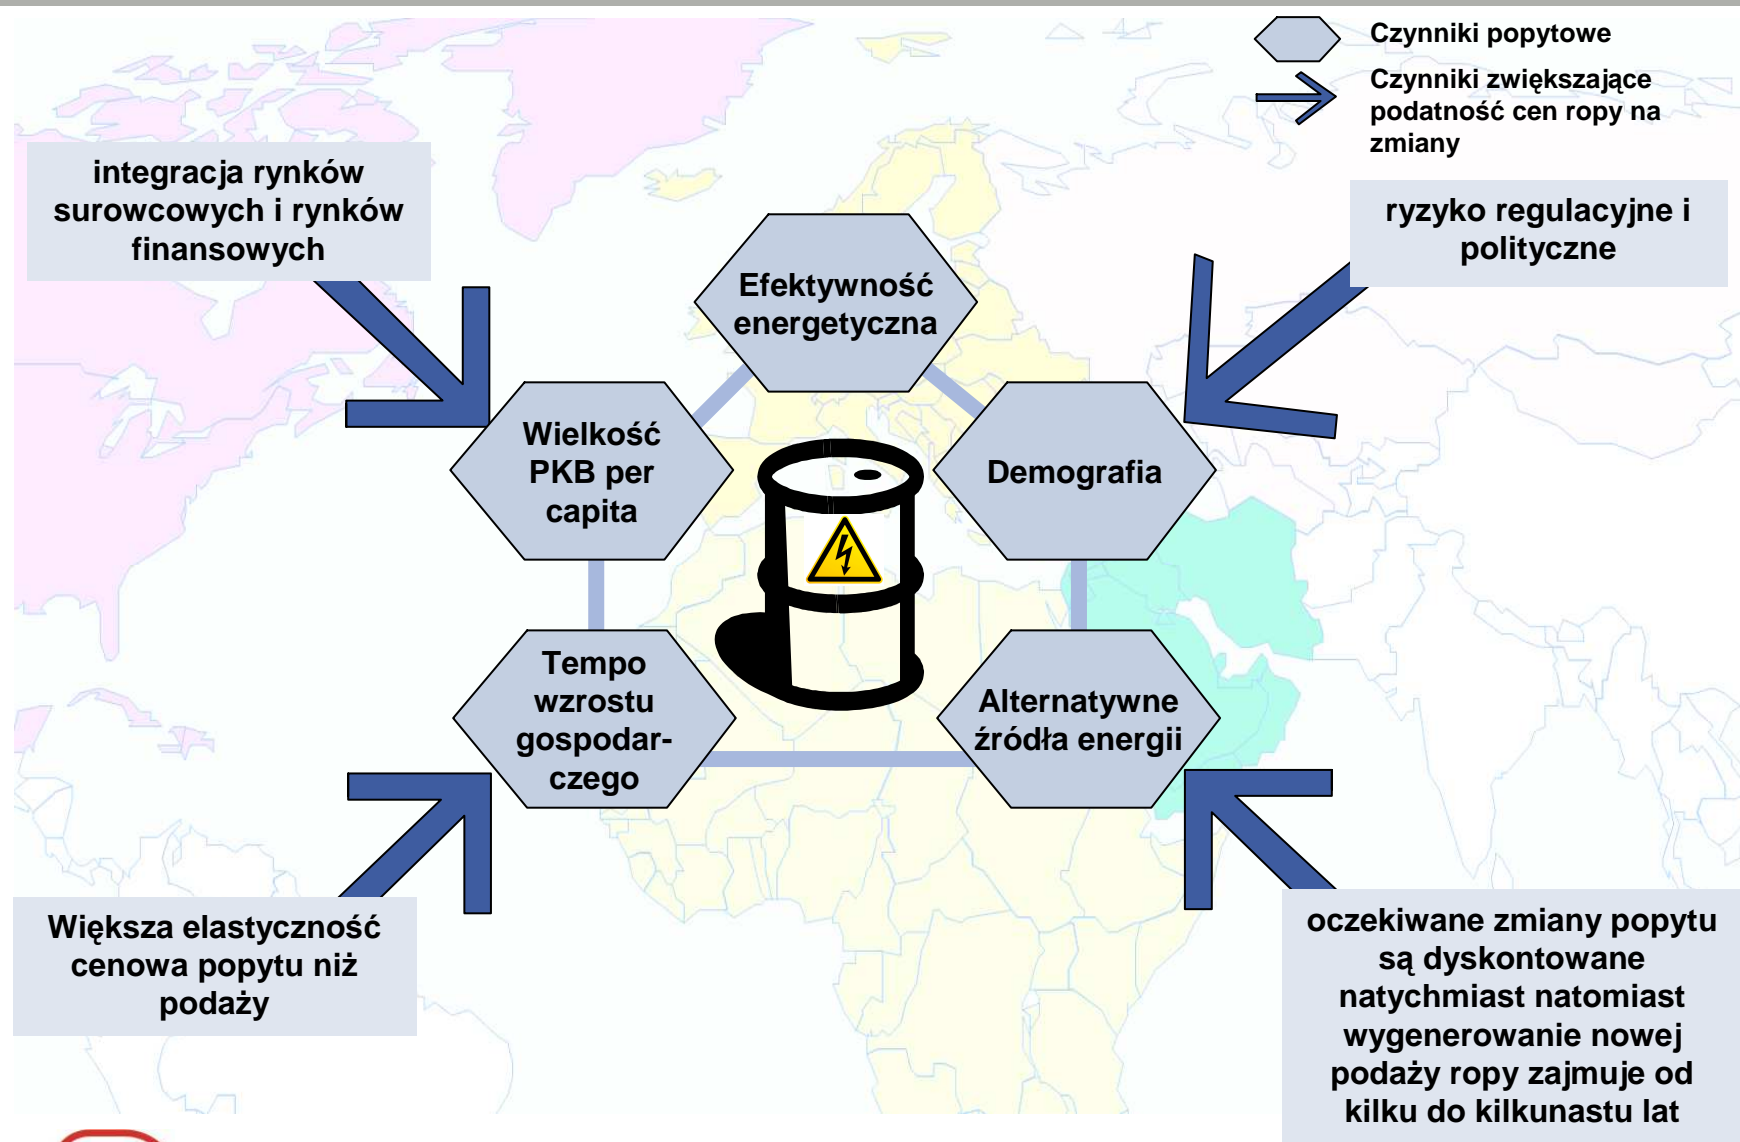 Czynniki popytowe
Czynniki zwiększające
podatność cen ropy na
zmiany
integracja rynków
surowcowych i rynków
finansowych
ryzyko regulacyjne i
polityczne
Efektywność
energetyczna
Wielkość
PKB per
capita
Demografia
Tempo
wzrostu
gospodar-
czego
Alternatywne
źródła energii
Większa elastyczność
cenowa popytu niż
podaży
oczekiwane zmiany popytu
są dyskontowane
natychmiast natomiast
wygenerowanie nowej
podaży ropy zajmuje od
kilku do kilkunastu lat